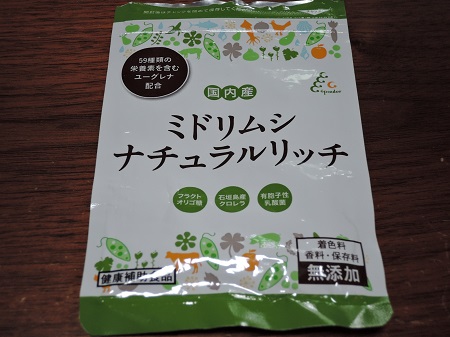 59種類の
栄養素を含む
ユーグレナ
配合
国内産
ミドリムシ
ナチュラルリッチ
フラクト
オリゴ糖
石垣島産
クロレラ
有胞子性
乳酸菌
健康補助食品
着色料
香料・保存料
無添加